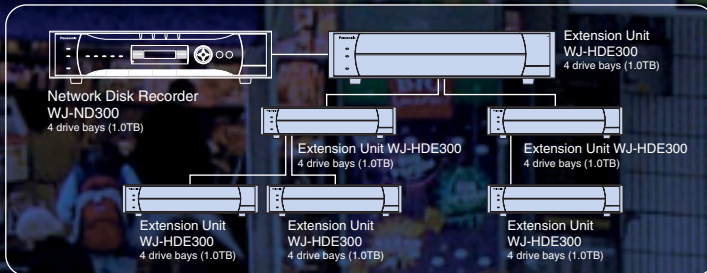 Panasonic
Network Disk Recorder
WJ-ND300
4 drive bays (1.0TB)
Extension Unit
WJ-HDE300
4 drive bays (1.0TB)
Extension Unit WJ-HDE300
4 drive bays (1.0TB)
Extension Unit WJ-HDE300
4 drive bays (1.0TB)
Extension Unit
WJ-HDE300
4 drive bays (1.0TB)
Extension Unit
WJ-HDE300
4 drive bays (1.0TB)
Extension Unit
WJ-HDE300
4 drive bays (1.0TB)